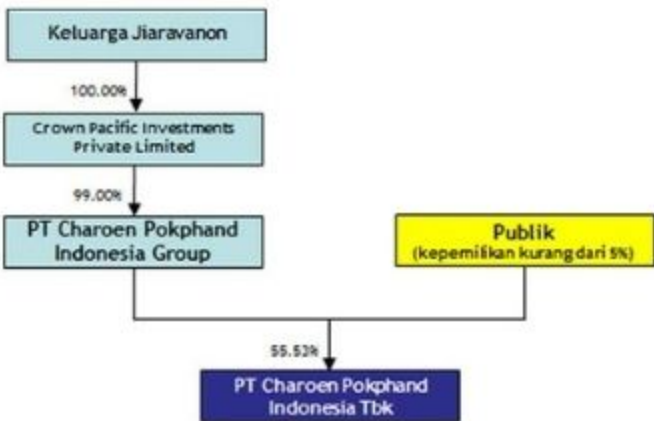 Keluarga Jiaravanon
100.00%
Crown Pacific Investments
Private Limited
99.00%
PT Charoen Pokphand
Indonesia Group
Publik
(kepemilikan kurang dari 5%)
55.53%
PT Charoen Pokphand
Indonesia Tbk